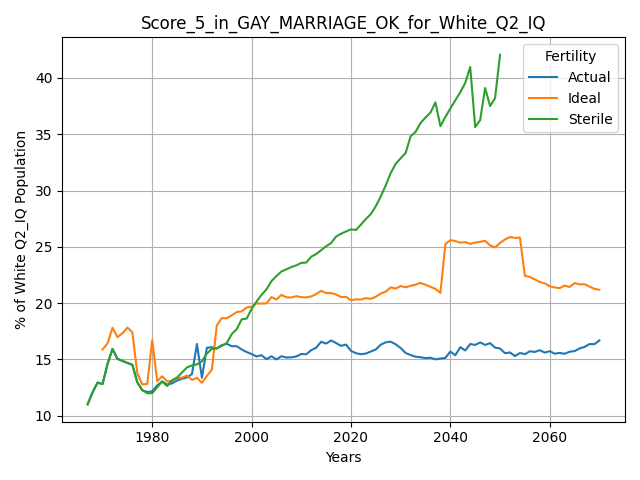 Score_5_in_GAY_MARRIAGE_OK_for_White_Q2_IQ
Fertility
Actual
Ideal
Sterile
% of White Q2_IQ Population
40
35
30
25
20
15
10
1980
2000
2020
2040
2060
Years